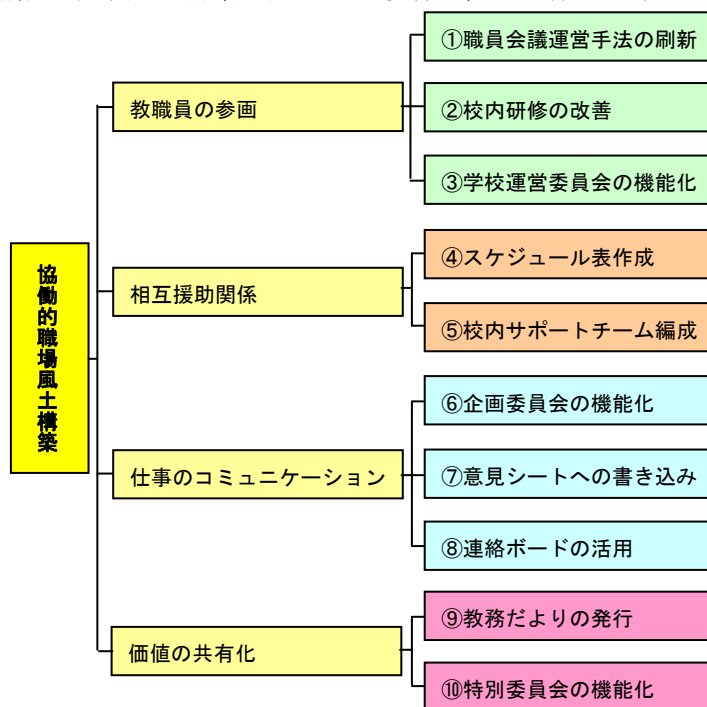 協働的職場風土構築
教職員の参画
①職員会議運営手法の刷新
②校内研修の改善
③学校運営委員会の機能化
相互援助関係
④スケジュール表作成
⑤校内サポートチーム編成
仕事のコミュニケーション
⑥企画委員会の機能化
⑦意見シートへの書き込み
⑧連絡ボードの活用
価値の共有化
⑨教務だよりの発行
⑩特別委員会の機能化